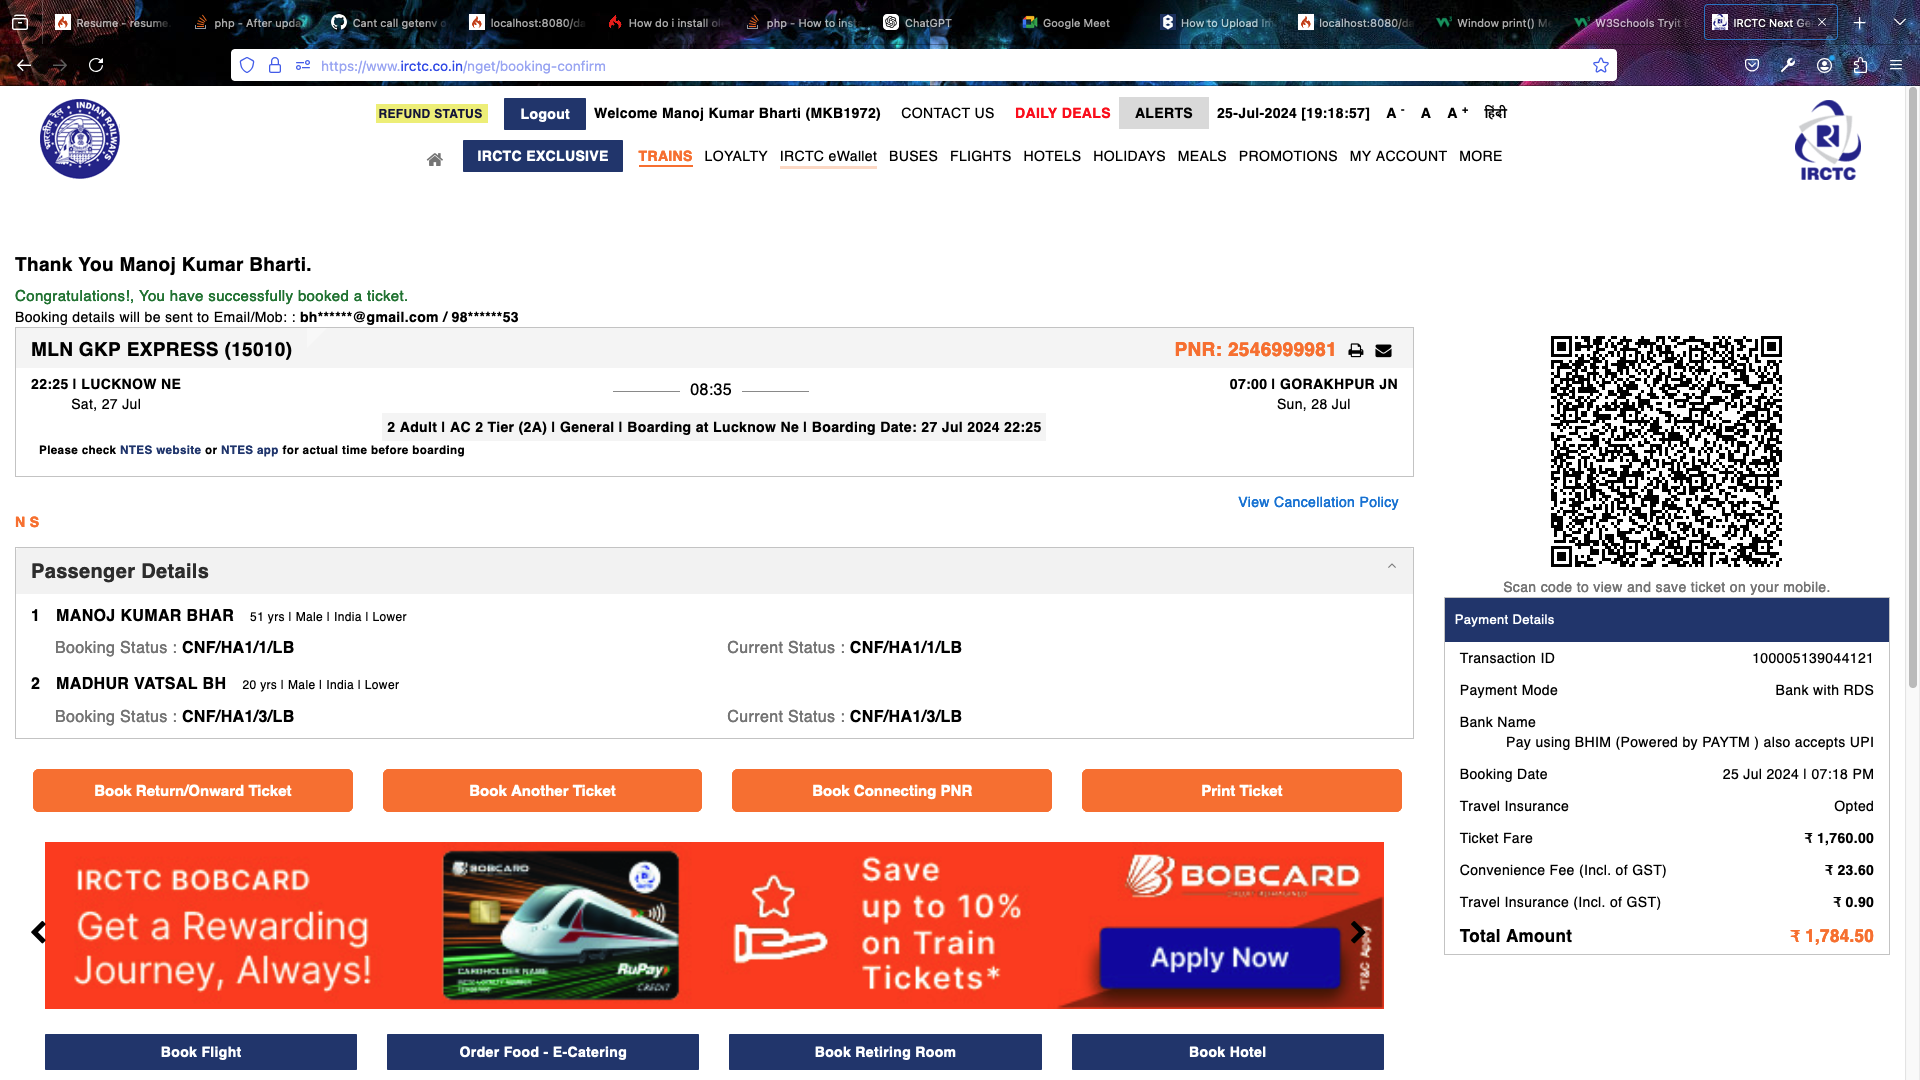 Resume - resume.
php - After upda
Cant call getenv o
localhost:8080/da
How do i install ol
php - How to inst
ChatGPT
Google Meet
How to Upload Im
localhost:8080/da
Window print() Me
W3Schools Tryit E
IRCTC Next Ge
https://www.irctc.co.in/nget/booking-confirm
INDIAN RAILWAYS
REFUND STATUS
Logout
Welcome Manoj Kumar Bharti (MKB1972)
CONTACT US
DAILY DEALS
ALERTS
25-Jul-2024 [19:18:57]
A -
A
A +
हिंदी
IRCTC EXCLUSIVE
TRAINS
LOYALTY
IRCTC eWallet
BUSES
FLIGHTS
HOTELS
HOLIDAYS
MEALS
PROMOTIONS
MY ACCOUNT
MORE
IRCTC
Thank You Manoj Kumar Bharti.
Congratulations!, You have successfully booked a ticket.
Booking details will be sent to Email/Mob: : bh******@gmail.com / 98******53
MLN GKP EXPRESS (15010)
PNR: 2546999981
22:25 | LUCKNOW NE
Sat, 27 Jul
08:35
07:00 | GORAKHPUR JN
Sun, 28 Jul
2 Adult | AC 2 Tier (2A) | General | Boarding at Lucknow Ne | Boarding Date: 27 Jul 2024 22:25
Please check NTES website or NTES app for actual time before boarding
View Cancellation Policy
N S
Passenger Details
1 MANOJ KUMAR BHAR 51 yrs | Male | India | Lower
Booking Status : CNF/HA1/1/LB
Current Status : CNF/HA1/1/LB
2 MADHUR VATSAL BH 20 yrs | Male | India | Lower
Booking Status : CNF/HA1/3/LB
Current Status : CNF/HA1/3/LB
Book Return/Onward Ticket
Book Another Ticket
Book Connecting PNR
Print Ticket
IRCTC BOBCARD
Get a Rewarding
Journey, Always!
BOBCARD
CARDHOLDER NAME
RuPay
CREDIT
Save
up to 10%
on Train
Tickets*
BOBCARD
Apply Now
*T&C Apply
Book Flight
Order Food - E-Catering
Book Retiring Room
Book Hotel
Scan code to view and save ticket on your mobile.
Payment Details
Transaction ID 100005139044121
Payment Mode Bank with RDS
Bank Name
Pay using BHIM (Powered by PAYTM ) also accepts UPI
Booking Date 25 Jul 2024 | 07:18 PM
Travel Insurance Opted
Ticket Fare ₹ 1,760.00
Convenience Fee (Incl. of GST) ₹ 23.60
Travel Insurance (Incl. of GST) ₹ 0.90
Total Amount ₹ 1,784.50